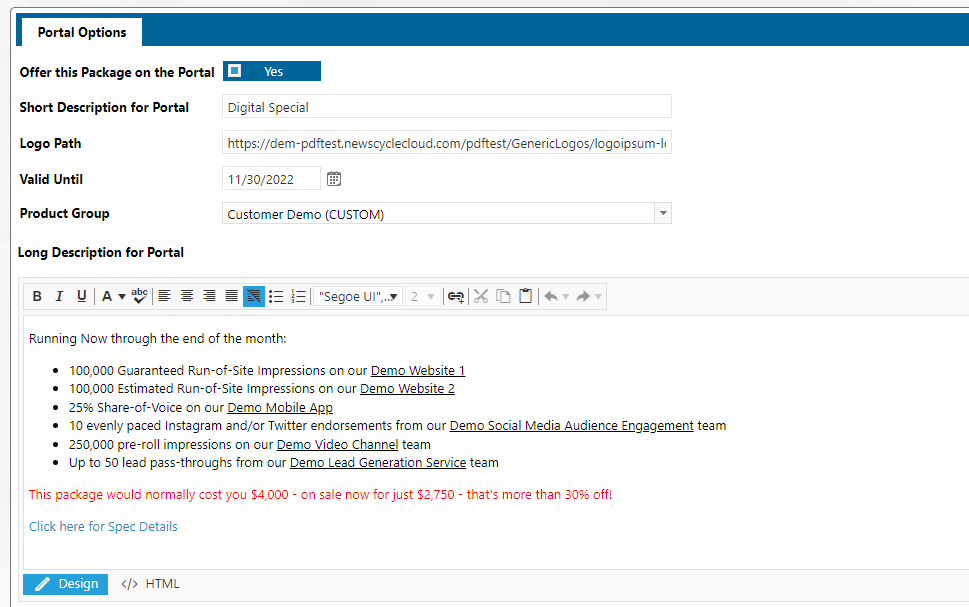 Portal Options
Offer this Package on the Portal Yes
Short Description for Portal Digital Special
Logo Path https://dem-pdftest.newscyclecloud.com/pdftest/GenericLogos/logoipsum-l
Valid Until 11/30/2022
Product Group Customer Demo (CUSTOM)
Long Description for Portal
B I U A abc "Segoe UI",... 2
Running Now through the end of the month:
• 100,000 Guaranteed Run-of-Site Impressions on our Demo Website 1
• 100,000 Estimated Run-of-Site Impressions on our Demo Website 2
• 25% Share-of-Voice on our Demo Mobile App
• 10 evenly paced Instagram and/or Twitter endorsements from our Demo Social Media Audience Engagement team
• 250,000 pre-roll impressions on our Demo Video Channel team
• Up to 50 lead pass-throughs from our Demo Lead Generation Service team
This package would normally cost you $4,000 - on sale now for just $2,750 - that's more than 30% off!
Click here for Spec Details
Design </> HTML